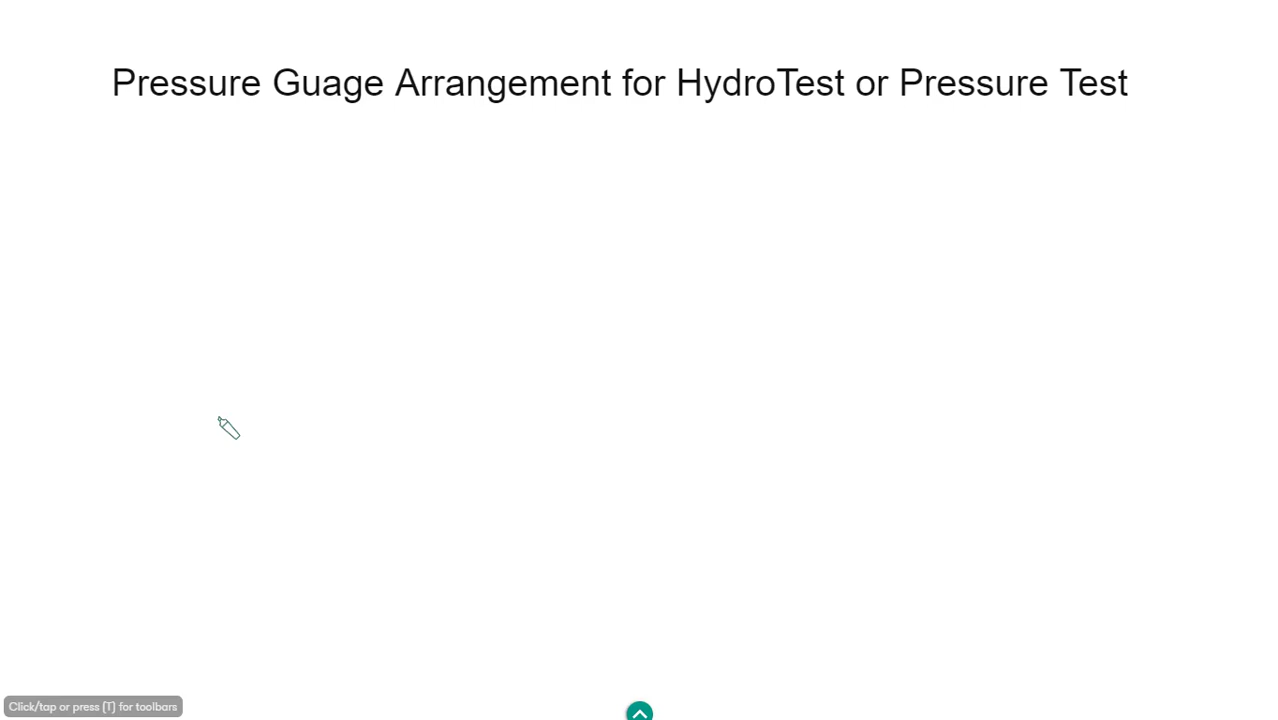 Pressure Guage Arrangement for HydroTest or Pressure Test
Click/tap or press (T) for toolbars